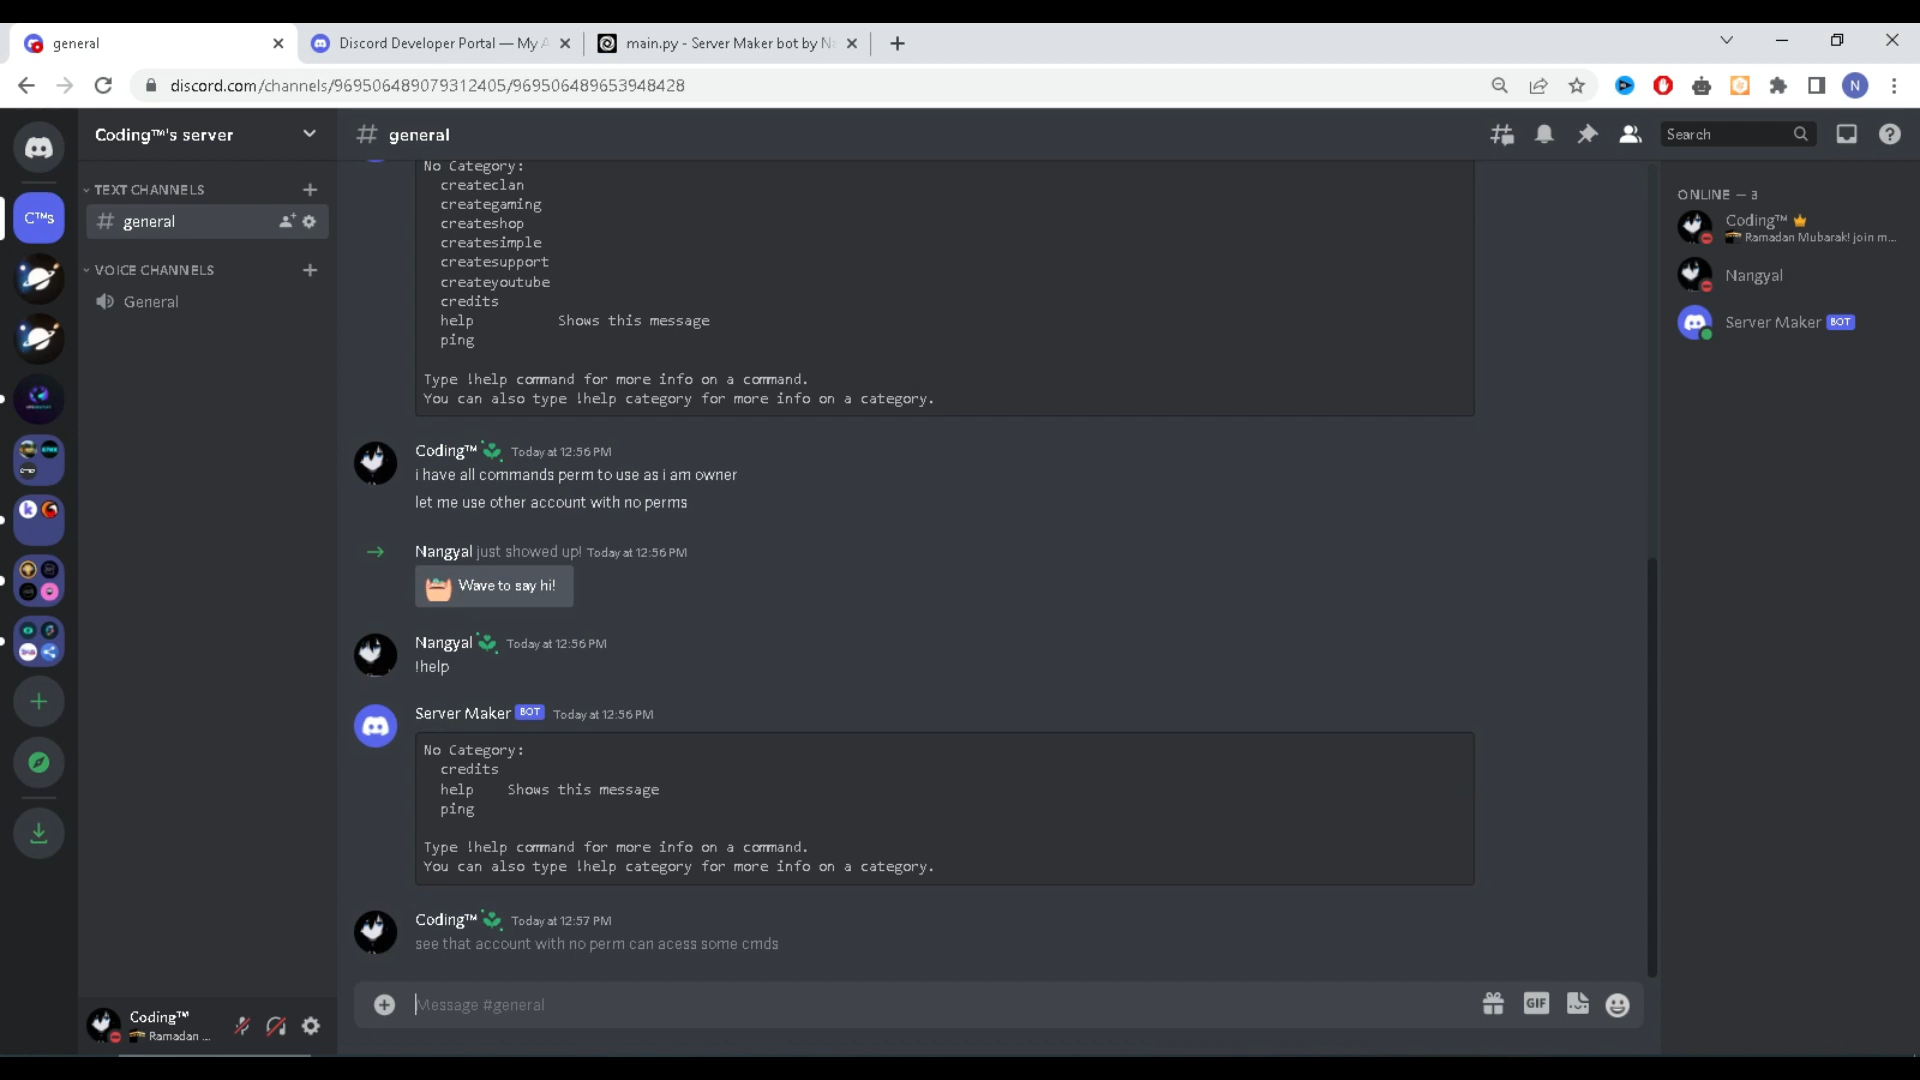 general
Discord Developer Portal — My A
main.py - Server Maker bot by Na
discord.com/channels/969506489079312405/969506489653948428
N
Coding™'s server
general
Search
C™s
TEXT CHANNELS
general
VOICE CHANNELS
General
No Category:
createclan
creategaming
createshop
createsimple
createsupport
createyoutube
credits
help Shows this message
ping
Type !help command for more info on a command.
You can also type !help category for more info on a category.
Coding™ Today at 12:56 PM
i have all commands perm to use as i am owner
let me use other account with no perms
Nangyal just showed up! Today at 12:56 PM
Wave to say hi!
Nangyal Today at 12:56 PM
!help
Server Maker BOT Today at 12:56 PM
No Category:
credits
help Shows this message
ping
Type !help command for more info on a command.
You can also type !help category for more info on a category.
Coding™ Today at 12:57 PM
see that account with no perm can acess some cmds
Message #general
GIF
ONLINE — 3
Coding™
Ramadan Mubarak! join m...
Nangyal
Server Maker BOT
Coding™
Ramadan ...